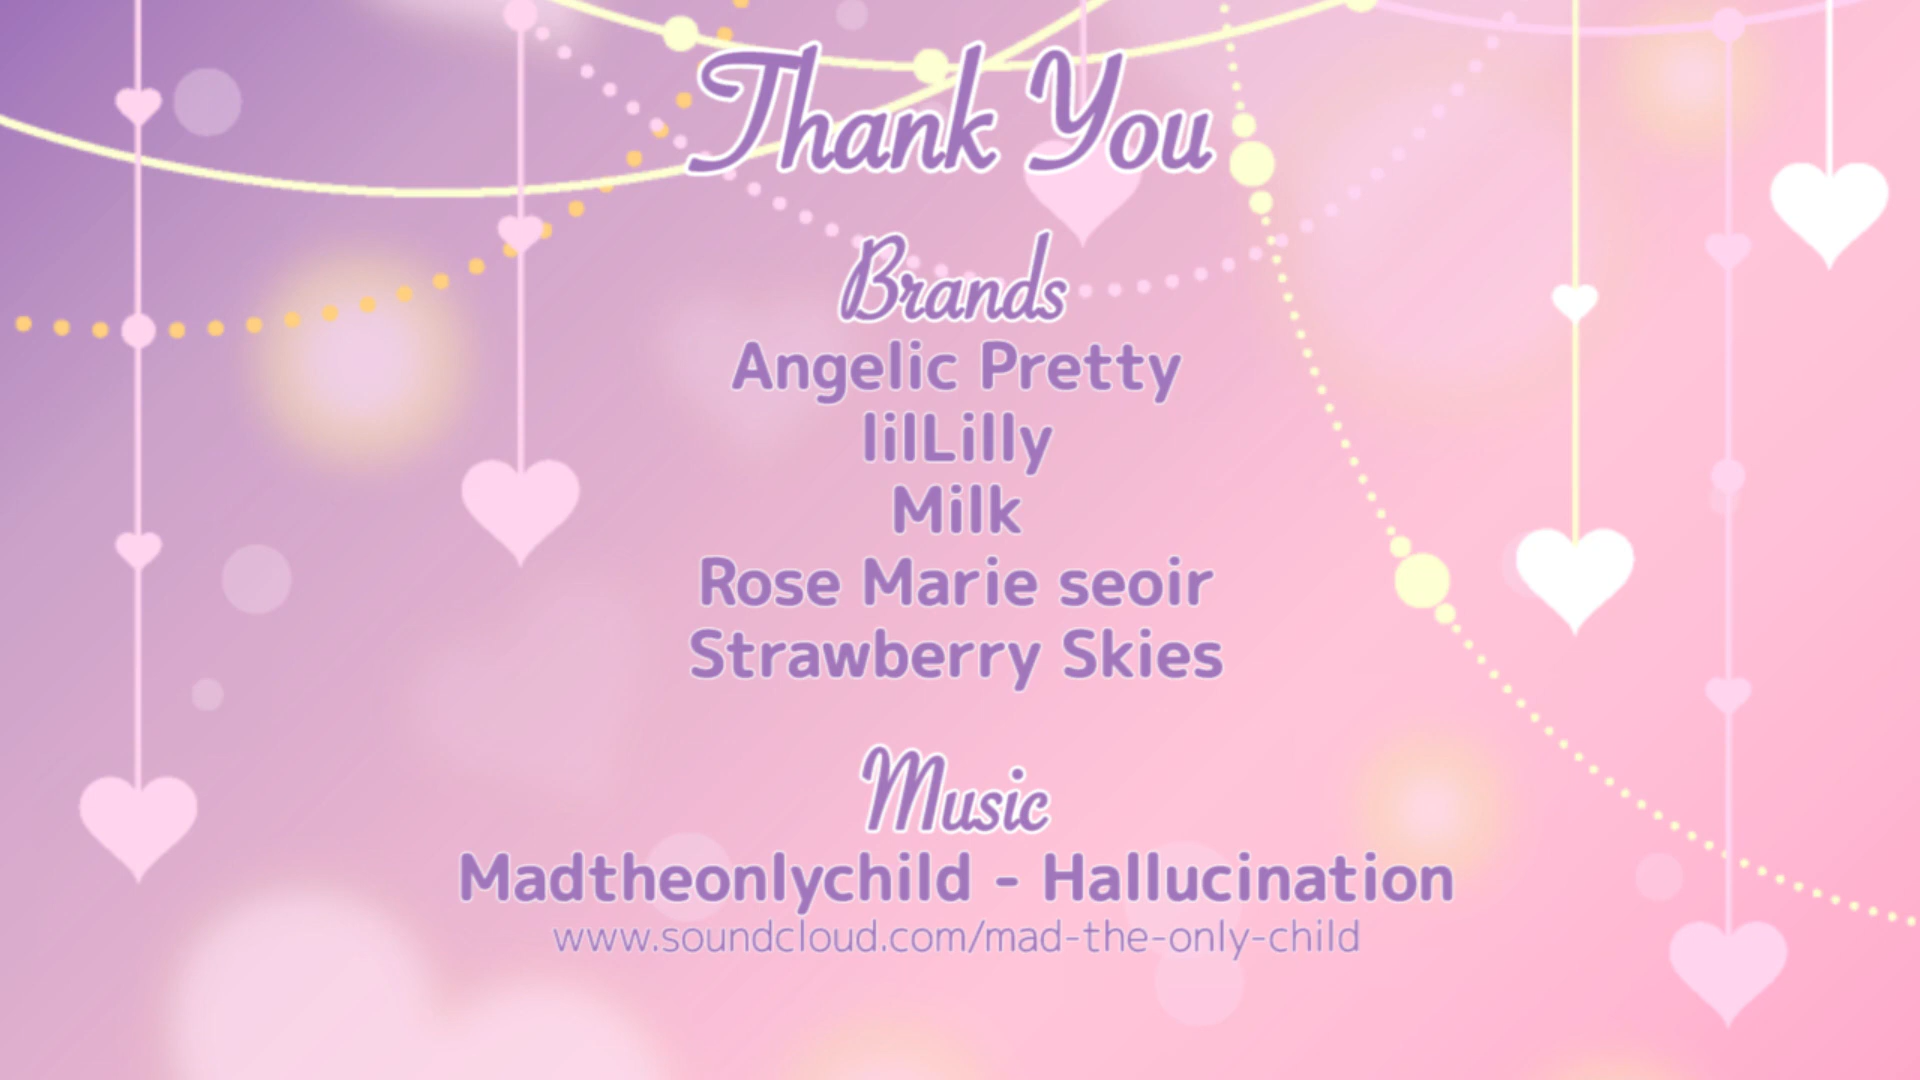 Thank You
Brands
Angelic Pretty
lilLilly
Milk
Rose Marie seoir
Strawberry Skies
Music
Madtheonlychild - Hallucination
www.soundcloud.com/mad-the-only-child